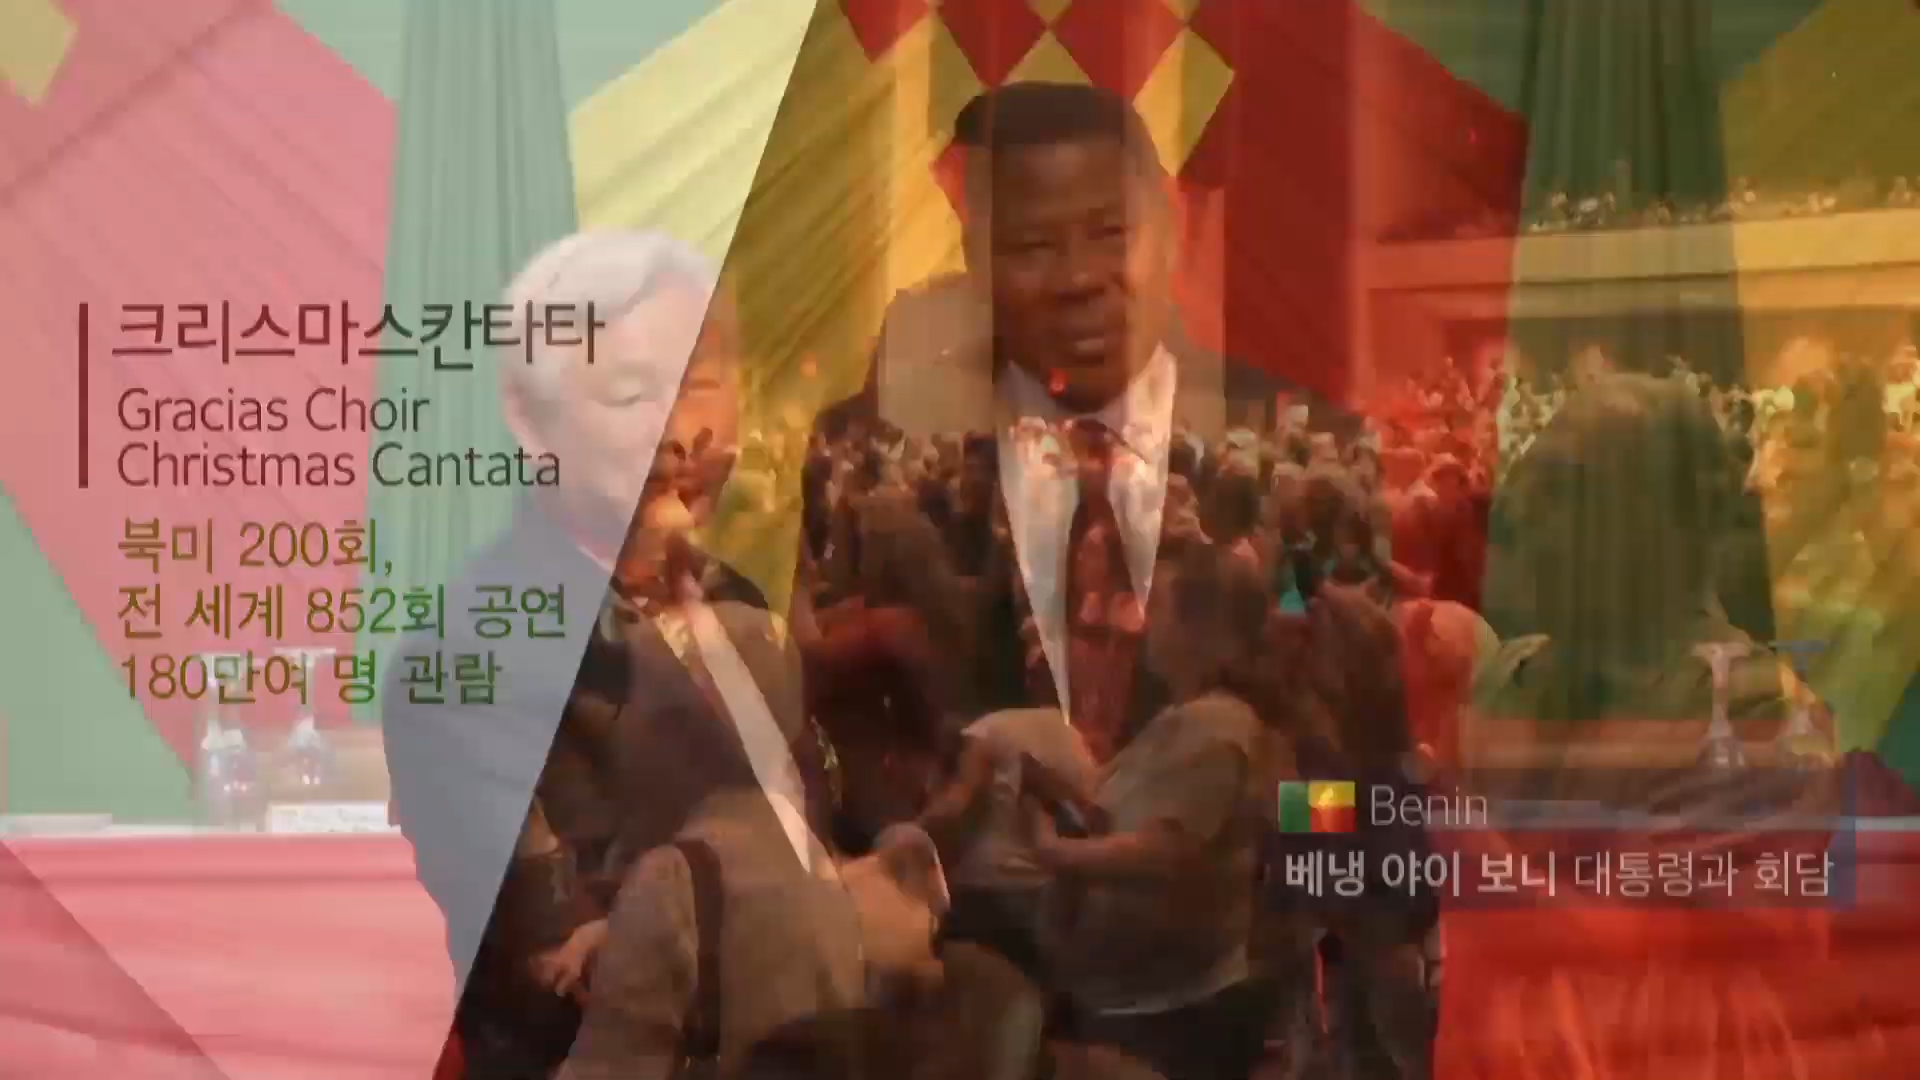 크리스마스칸타타
Gracias Choir
Christmas Cantata
북미 200회,
전 세계 852회 공연
180만여 명 관람
Benin
베냉 야이 보니 대통령과 회담